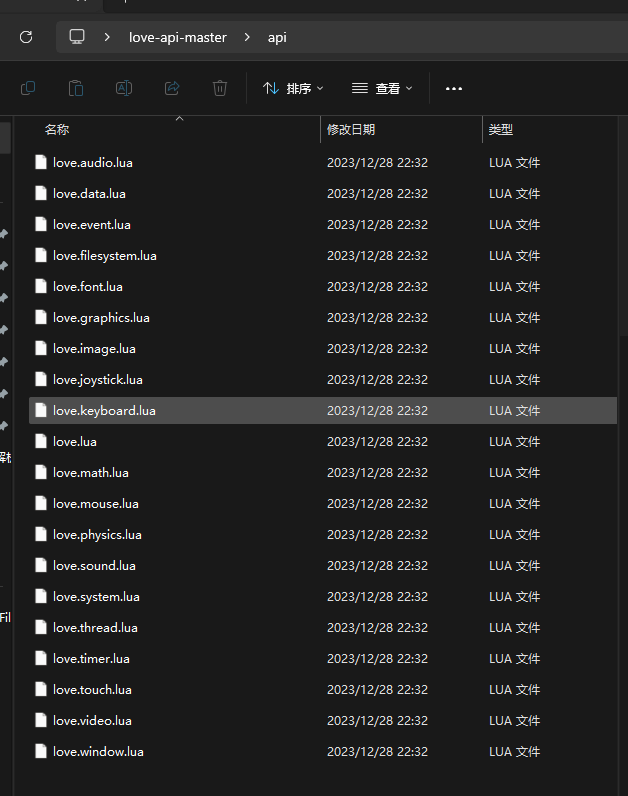 love-api-master > api
排序 查看 ...
名称 修改日期 类型
love.audio.lua 2023/12/28 22:32 LUA 文件
love.data.lua 2023/12/28 22:32 LUA 文件
love.event.lua 2023/12/28 22:32 LUA 文件
love.filesystem.lua 2023/12/28 22:32 LUA 文件
love.font.lua 2023/12/28 22:32 LUA 文件
love.graphics.lua 2023/12/28 22:32 LUA 文件
love.image.lua 2023/12/28 22:32 LUA 文件
love.joystick.lua 2023/12/28 22:32 LUA 文件
love.keyboard.lua 2023/12/28 22:32 LUA 文件
love.lua 2023/12/28 22:32 LUA 文件
love.math.lua 2023/12/28 22:32 LUA 文件
love.mouse.lua 2023/12/28 22:32 LUA 文件
love.physics.lua 2023/12/28 22:32 LUA 文件
love.sound.lua 2023/12/28 22:32 LUA 文件
love.system.lua 2023/12/28 22:32 LUA 文件
Fil
love.thread.lua 2023/12/28 22:32 LUA 文件
love.timer.lua 2023/12/28 22:32 LUA 文件
love.touch.lua 2023/12/28 22:32 LUA 文件
love.video.lua 2023/12/28 22:32 LUA 文件
love.window.lua 2023/12/28 22:32 LUA 文件